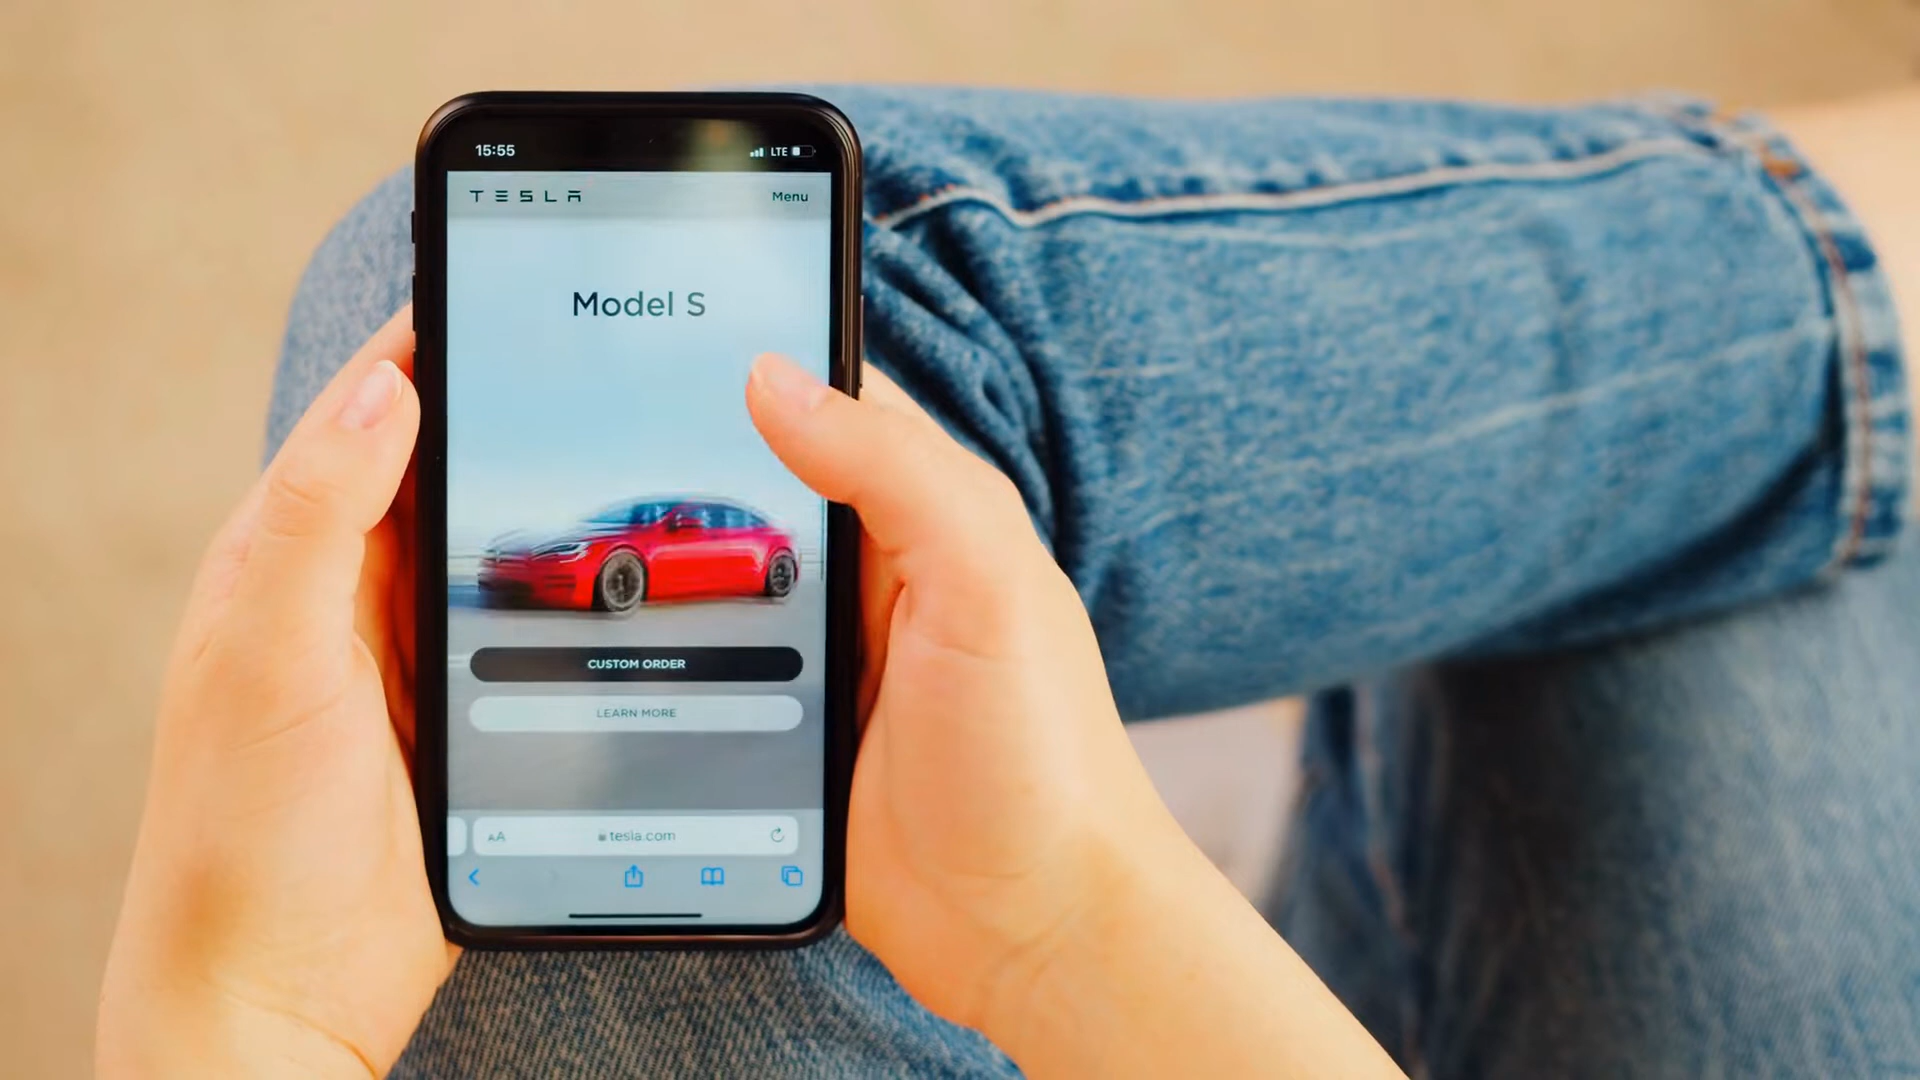 15:55 LTE
TESLA Menu
Model S
CUSTOM ORDER
LEARN MORE
AA tesla.com